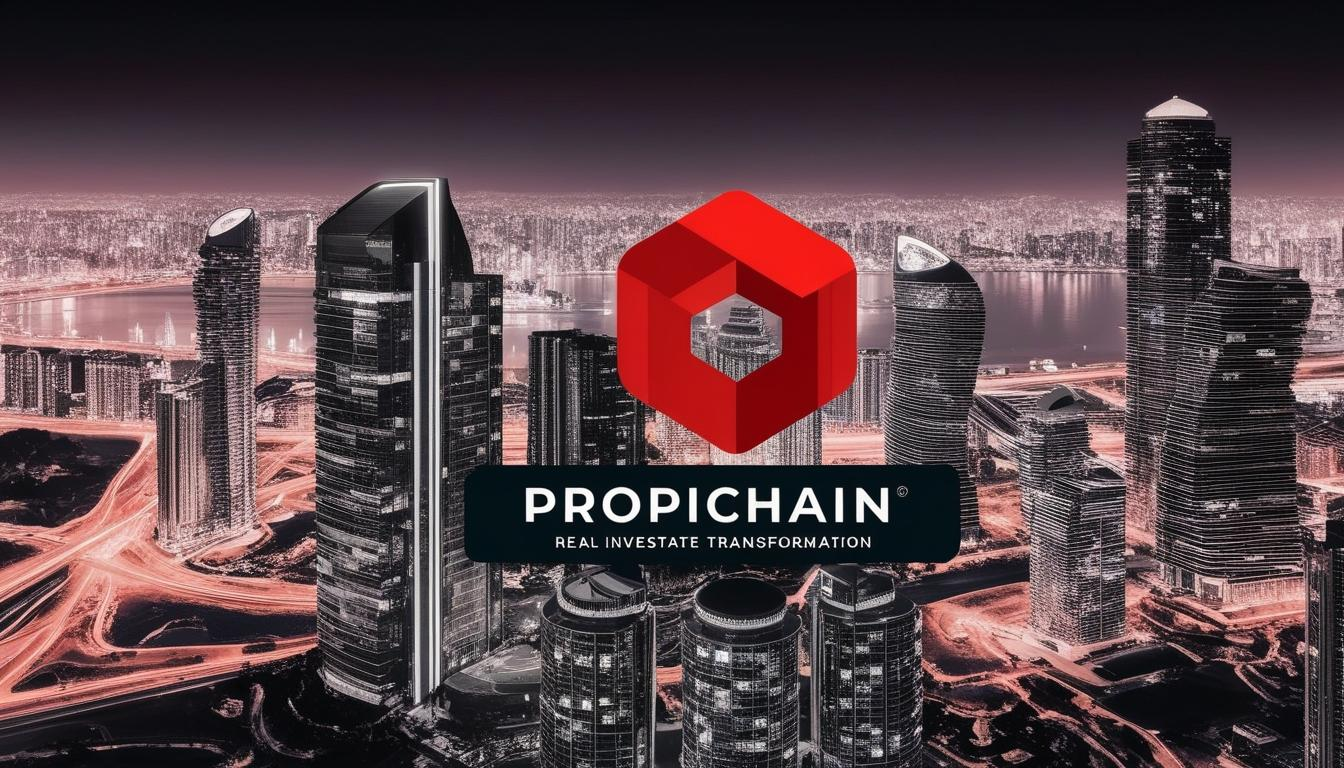 PROPICHAIN©
REAL INVESTATE TRANSFORMATION